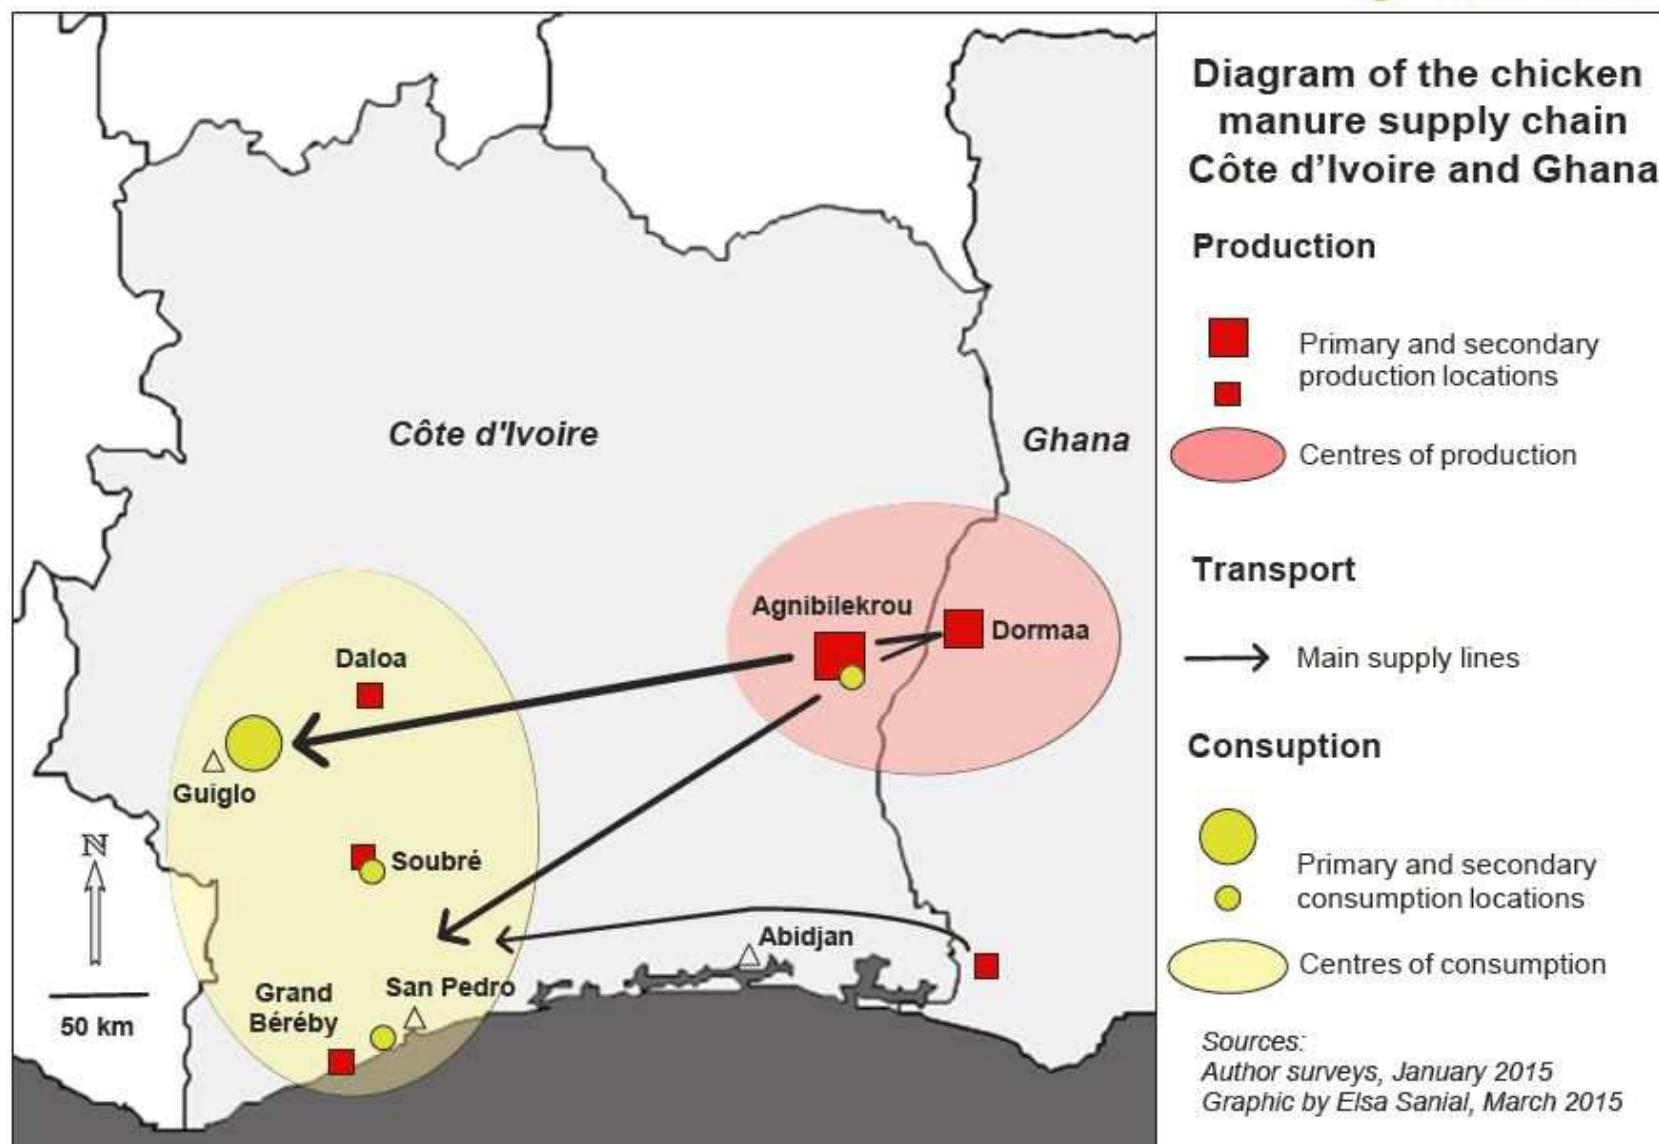 Diagram of the chicken
manure supply chain
Côte d’Ivoire and Ghana
Production
Primary and secondary
production locations
Centres of production
Transport
Main supply lines
Consuption
Primary and secondary
consumption locations
Centres of consumption
Sources:
Author surveys, January 2015
Graphic by Elsa Sanial, March 2015
Côte d'Ivoire
Ghana
Agnibilekrou
Dormaa
Daloa
Guiglo
Soubré
N
50 km
Abidjan
San Pedro
Grand
Béréby